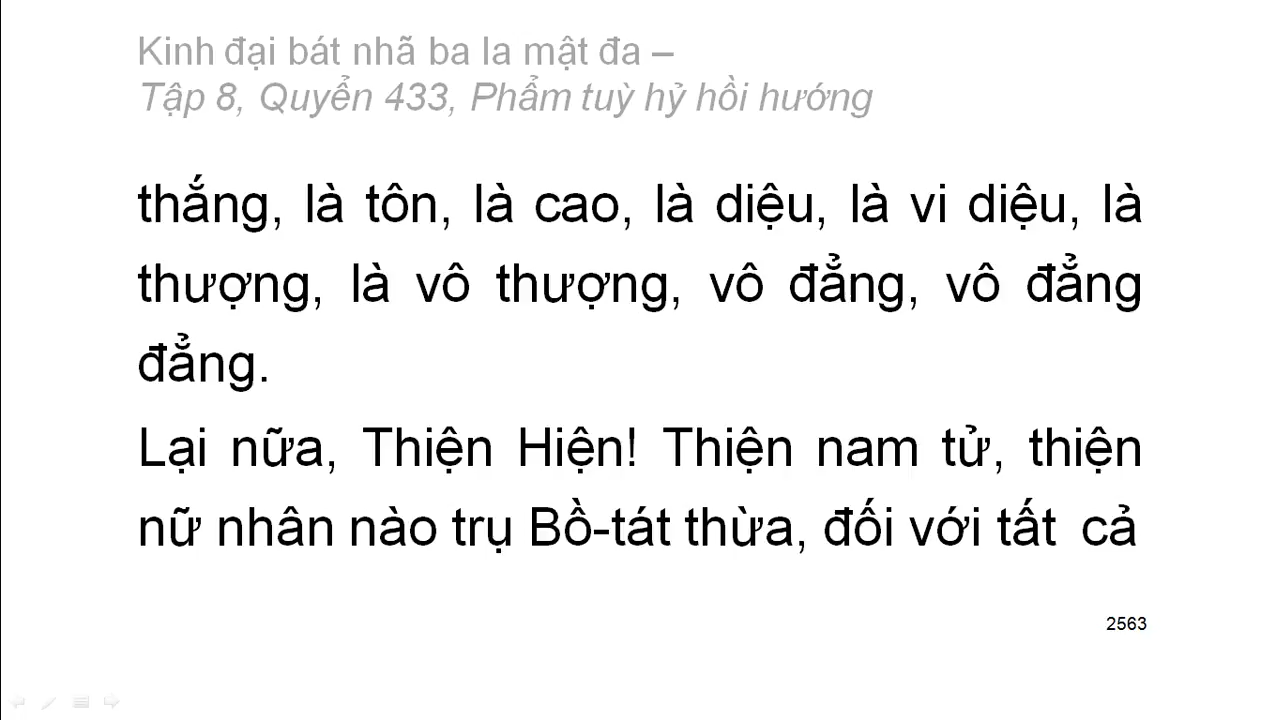 Kinh đại bát nhã ba la mật đa –
Tập 8, Quyển 433, Phẩm tuỳ hỷ hồi hướng
thắng, là tôn, là cao, là diệu, là vi diệu, là
thượng, là vô thượng, vô đẳng, vô đẳng
đẳng.
Lại nữa, Thiện Hiện! Thiện nam tử, thiện
nữ nhân nào trụ Bồ-tát thừa, đối với tất cả
2563